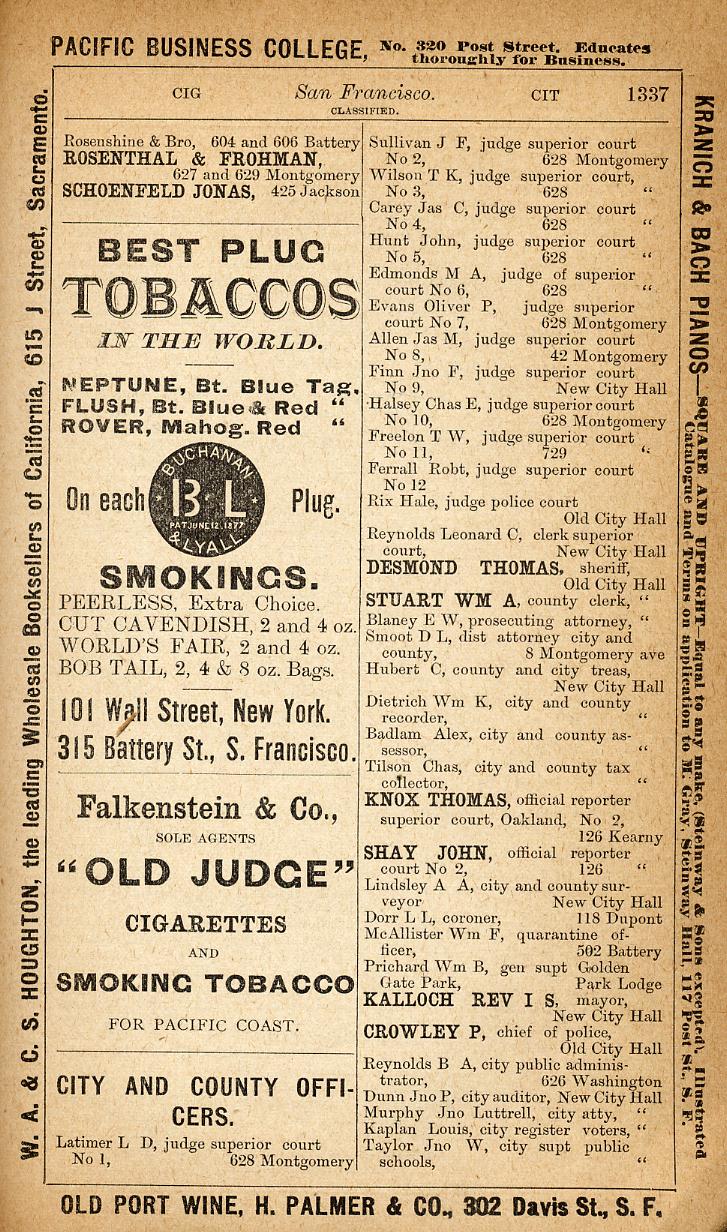 PACIFIC BUSINESS COLLEGE, No. 320 Post Street. Educates
thoroughly for Business.
CIG San Francisco. CIT 1337
CLASSIFIED.
Rosenshine & Bro, 604 and 606 Battery
ROSENTHAL & FROHMAN,
627 and 629 Montgomery
SCHOENFELD JONAS, 425 Jackson
BEST PLUG
TOBACCOS
IN THE WORLD.
NEPTUNE, Bt. Blue Tag.
FLUSH, Bt. Blue & Red “
ROVER, Mahog. Red “
On each
BUCHANAN
B L
PAT JUNE 12, 1877
& LYALL
Plug.
SMOKINGS.
PEERLESS, Extra Choice.
CUT CAVENDISH, 2 and 4 oz.
WORLD'S FAIR, 2 and 4 oz.
BOB TAIL, 2, 4 & 8 oz. Bags.
101 Wall Street, New York.
315 Battery St., S. Francisco.
Falkenstein & Co.,
SOLE AGENTS
“OLD JUDGE”
CIGARETTES
AND
SMOKING TOBACCO
FOR PACIFIC COAST.
CITY AND COUNTY OFFI-
CERS.
Latimer L D, judge superior court
No 1, 628 Montgomery
Sullivan J F, judge superior court
No 2, 628 Montgomery
Wilson T K, judge superior court,
No 3, 628 “
Carey Jas C, judge superior court
No 4, 628 “
Hunt John, judge superior court
No 5, 628 “
Edmonds M A, judge of superior
court No 6, 628 “
Evans Oliver P, judge superior
court No 7, 628 Montgomery
Allen Jas M, judge superior court
No 8, 42 Montgomery
Finn Jno F, judge superior court
No 9, New City Hall
Halsey Chas E, judge superior court
No 10, 628 Montgomery
Freelon T W, judge superior court
No 11, 729 “
Ferrall Robt, judge superior court
No 12
Rix Hale, judge police court
Old City Hall
Reynolds Leonard C, clerk superior
court, New City Hall
DESMOND THOMAS, sheriff,
Old City Hall
STUART WM A, county clerk, “
Blaney E W, prosecuting attorney, “
Smoot D L, dist attorney city and
county, 8 Montgomery ave
Hubert C, county and city treas,
New City Hall
Dietrich Wm K, city and county
recorder, “
Badlam Alex, city and county as-
sessor, “
Tilson Chas, city and county tax
collector, “
KNOX THOMAS, official reporter
superior court, Oakland, No 2,
126 Kearny
SHAY JOHN, official reporter
court No 2, 126 “
Lindsley A A, city and county sur-
veyor New City Hall
Dorr L L, coroner, 118 Dupont
McAllister Wm F, quarantine of-
ficer, 502 Battery
Prichard Wm B, gen supt Golden
Gate Park, Park Lodge
KALLOCH REV I S, mayor,
New City Hall
CROWLEY P, chief of police,
Old City Hall
Reynolds B A, city public adminis-
trator, 626 Washington
Dunn Jno P, city auditor, New City Hall
Murphy Jno Luttrell, city atty, “
Kaplan Louis, city register voters, “
Taylor Jno W, city supt public
schools, “
W. A. & C. S. HOUGHTON, the leading Wholesale Booksellers of California, 615 J Street, Sacramento.
KRANICH & BACH PIANOS—SQUARE AND UPRIGHT—Equal to any make, (Steinway & Sons excepted). Illustrated
Catalogue and Terms on application to M. Gray, Steinway Hall, 117 Post St., S. F.
OLD PORT WINE, H. PALMER & CO., 302 Davis St., S. F.